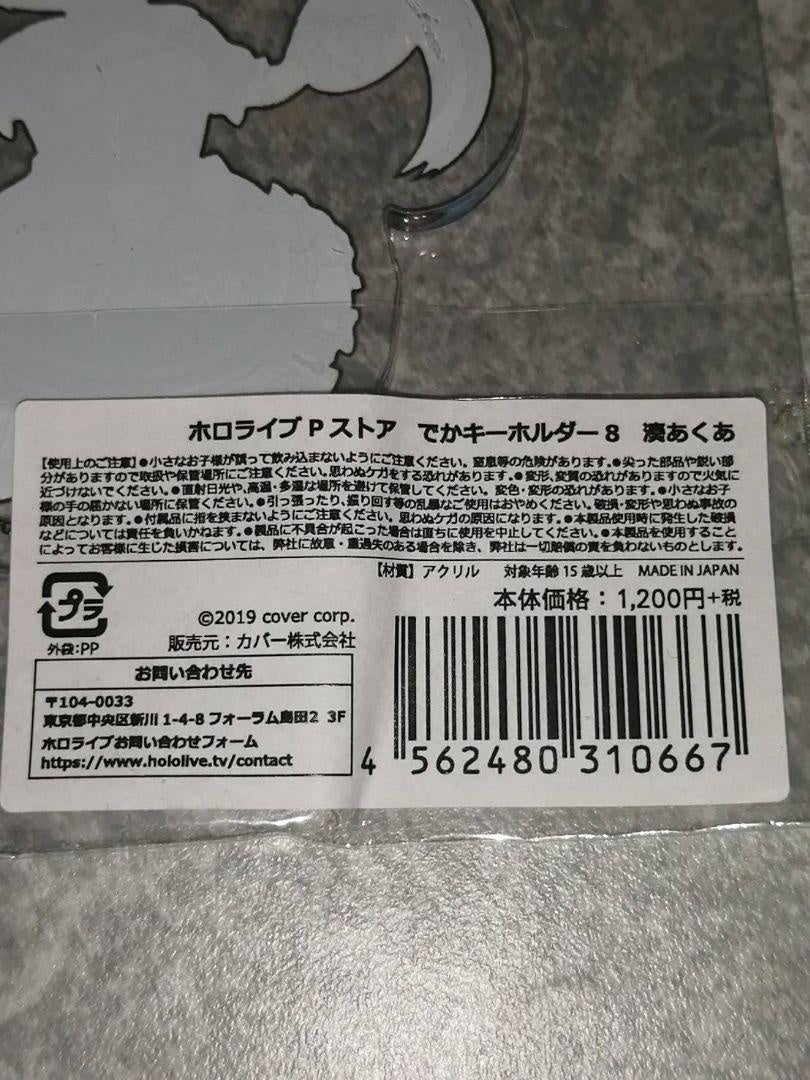 ホロライブPストア でかキーホルダー8 湊あくあ
【使用上のご注意】●小さなお子様が誤って飲み込まないようにご注意ください。窒息等の危険があります。●尖った部品や鋭い部
分がありますので取扱や保管場所にご注意ください。思わぬケガをする恐れがあります。●変形、変質の恐れがありますので火気に
近づけないでください。●直射日光や、高温・多湿な場所を避けて保管してください。変色・変形の恐れがあります。●小さなお子
様の手の届かない場所に保管ください。●引っ張ったり、振り回す等の乱暴なご使用はおやめください。破損・変形や思わぬ事故の
原因となります。●付属品に指を挟まないようにご注意ください。思わぬケガの原因になります。●本製品使用時に発生した破損
などについては責任を負いかねます。●製品に不具合が起こった場合は直ちに使用を中止してください。●本製品を使用すること
によってお客様に生じた損害については、弊社に故意・重過失のある場合を除き、弊社は一切賠償の責を負わないものとします。
【材質】アクリル 対象年齢15歳以上 MADE IN JAPAN
本体価格：1,200円+税
プラ
外袋:PP
©2019 cover corp.
販売元：カバー株式会社
お問い合わせ先
〒104-0033
東京都中央区新川1-4-8フォーラム島田2 3F
ホロライブお問い合わせフォーム
https://www.hololive.tv/contact
4 562480 310667